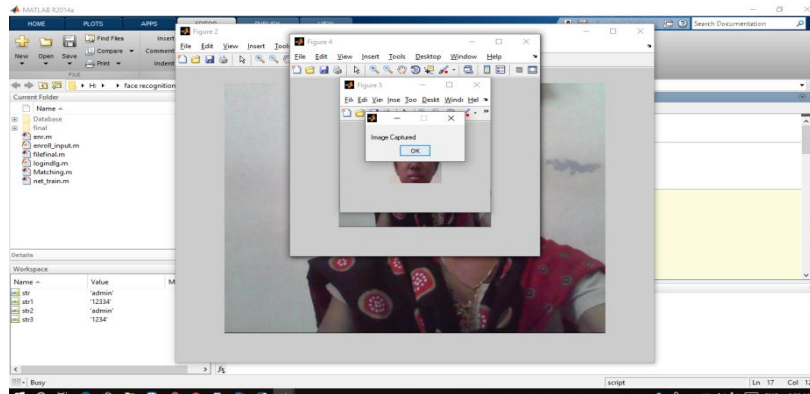 MATLAB R2014a
HOME PLOTS APPS
Search Documentation
New Open Save
Find Files
Compare
Print
Insert
Comment
Indent
FILE
H: face recognition
Current Folder
Name
Database
final
enr.m
enroll_input.m
filefinal.m
logindlg.m
Matching.m
net_train.m
Details
Workspace
Name Value M
str 'admin'
str1 '12334'
str2 'admin'
str3 '1234'
Figure 2
File Edit View Insert Tools
Figure 4
File Edit View Insert Tools Desktop Window Help
Figure 5
Image Captured
OK
fx
Busy
script
Ln 17 Col